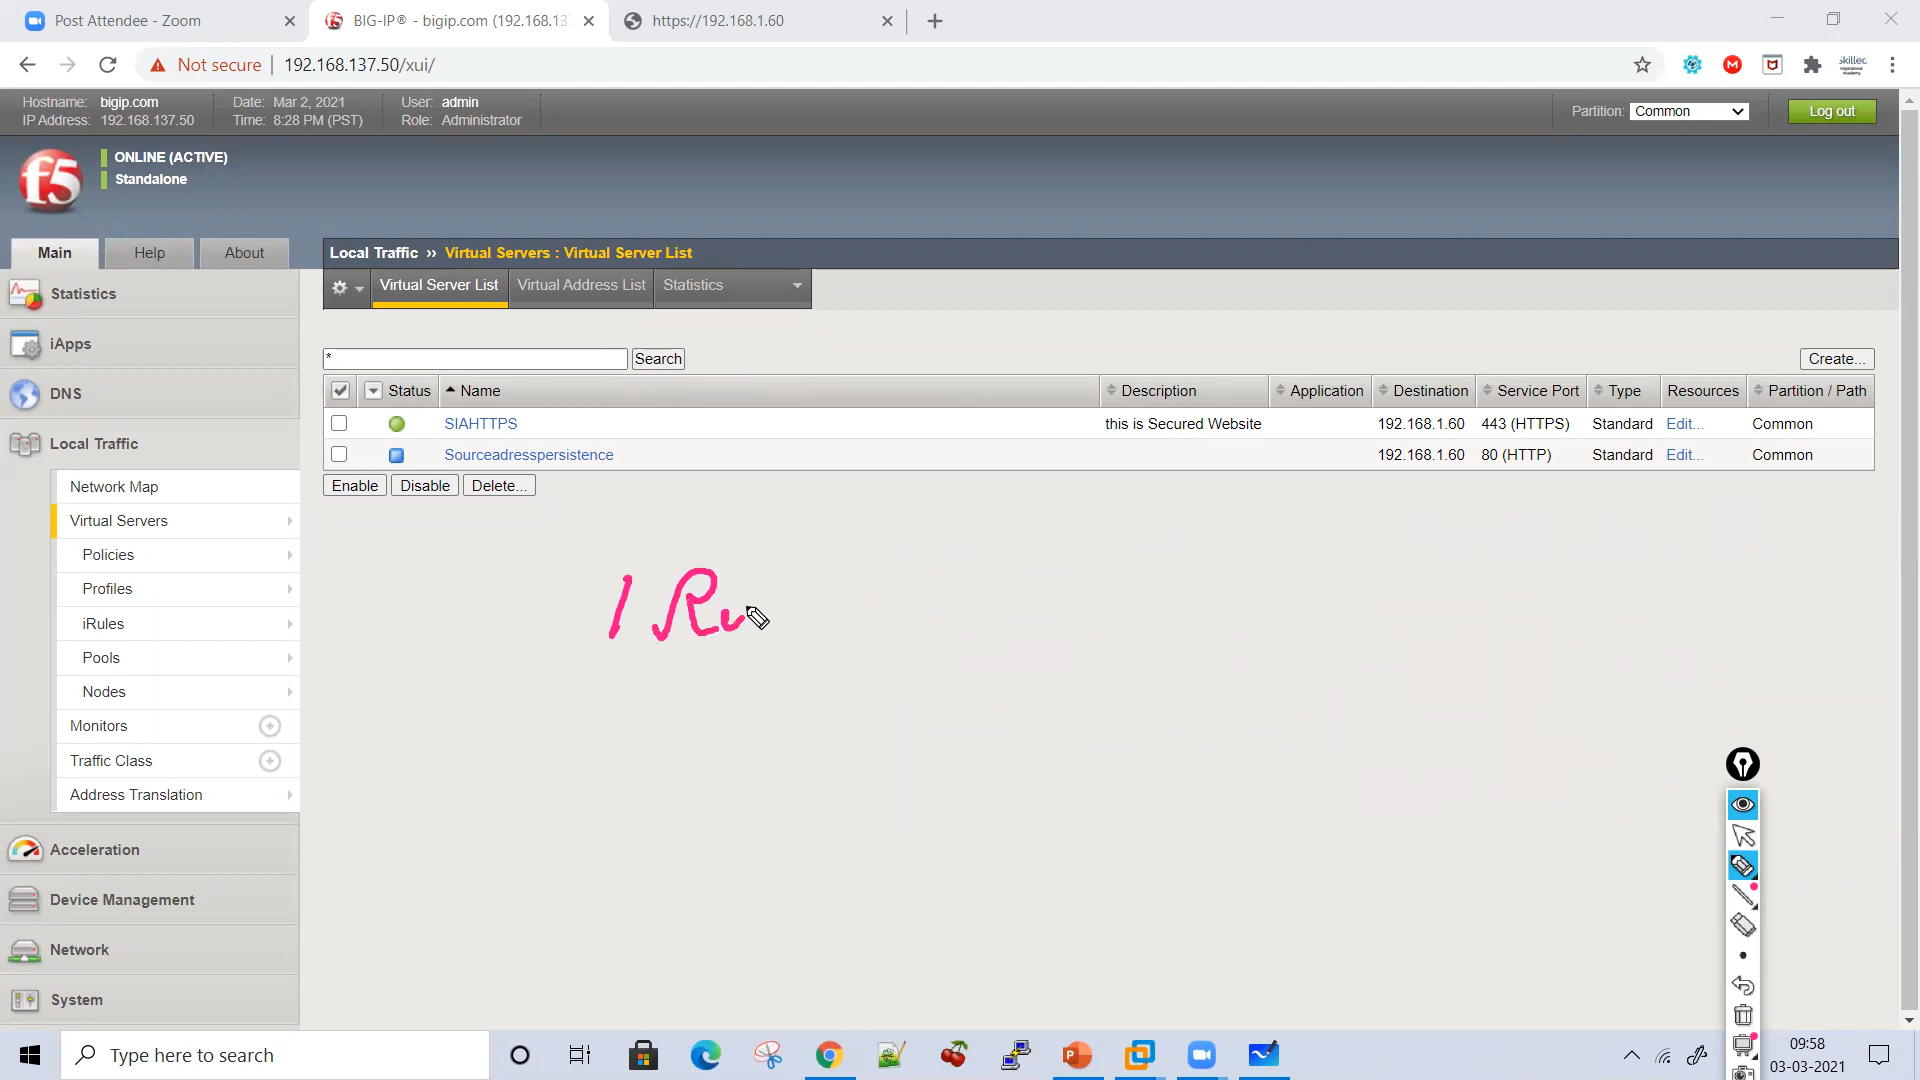 Post Attendee - Zoom
BIG-IP® - bigip.com (192.168.137
https://192.168.1.60
Not secure
192.168.137.50/xui/
skillec
Hostname: bigip.com
IP Address: 192.168.137.50
Date: Mar 2, 2021
Time: 8:28 PM (PST)
User: admin
Role: Administrator
Partition: Common
Log out
f5
ONLINE (ACTIVE)
Standalone
Main Help About
Local Traffic ›› Virtual Servers : Virtual Server List
Virtual Server List Virtual Address List Statistics
Statistics
iApps
DNS
Local Traffic
Network Map
Virtual Servers
Policies
Profiles
iRules
Pools
Nodes
Monitors
Traffic Class
Address Translation
Acceleration
Device Management
Network
System
* Search Create...
Status Name Description Application Destination Service Port Type Resources Partition / Path
SIAHTTPS this is Secured Website 192.168.1.60 443 (HTTPS) Standard Edit... Common
Sourceadresspersistence 192.168.1.60 80 (HTTP) Standard Edit... Common
Enable Disable Delete...
I Ru
Type here to search
09:58
03-03-2021